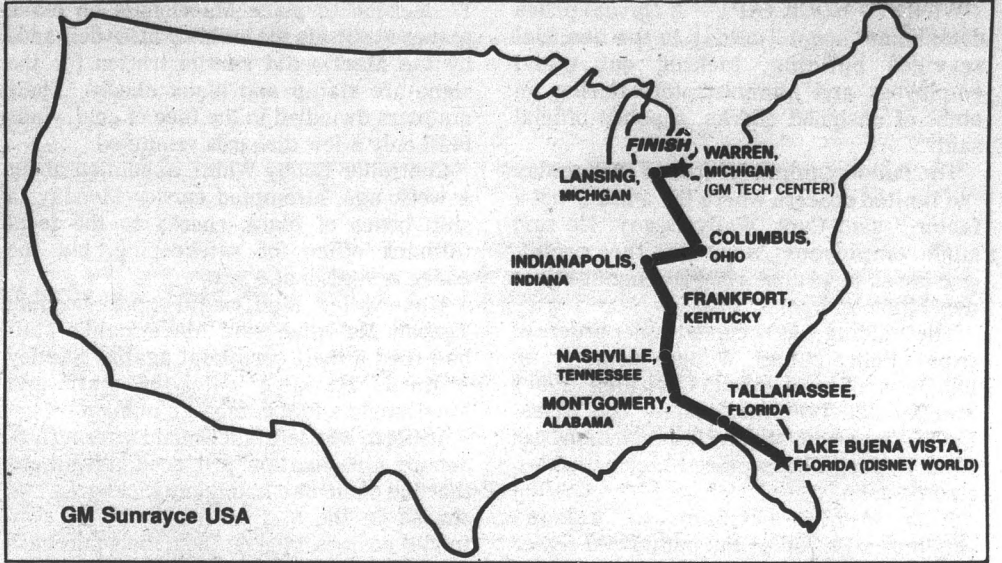 FINISH
WARREN,
MICHIGAN
(GM TECH CENTER)
LANSING,
MICHIGAN
COLUMBUS,
OHIO
INDIANAPOLIS,
INDIANA
FRANKFORT,
KENTUCKY
NASHVILLE,
TENNESSEE
MONTGOMERY,
ALABAMA
TALLAHASSEE,
FLORIDA
LAKE BUENA VISTA,
FLORIDA (DISNEY WORLD)
GM Sunrayce USA